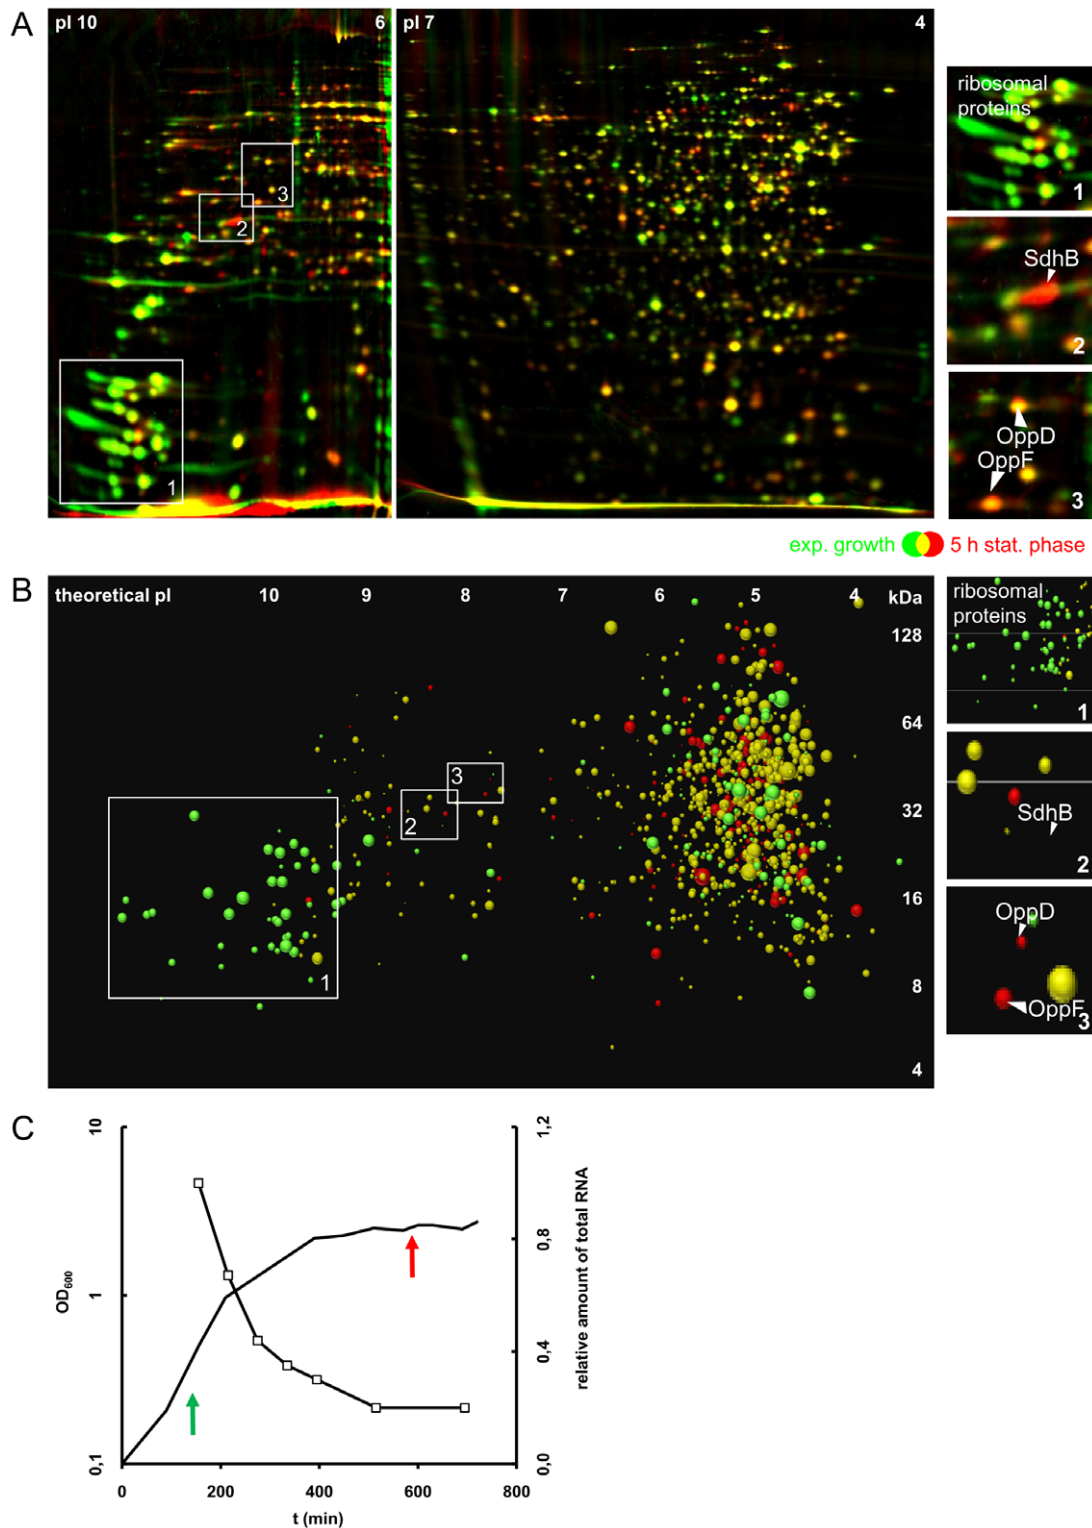 A
pI 10
6
pI 7
4
1
2
3
ribosomal
proteins
1
SdhB
2
OppD
OppF
3
exp. growth
5 h stat. phase
B
theoretical pI
10
9
8
7
6
5
4
kDa
128
64
32
16
8
4
1
2
3
ribosomal
proteins
1
SdhB
2
OppD
OppF
3
C
10
1
0,1
OD600
1,2
0,8
0,4
0,0
relative amount of total RNA
0
200
400
600
800
t (min)